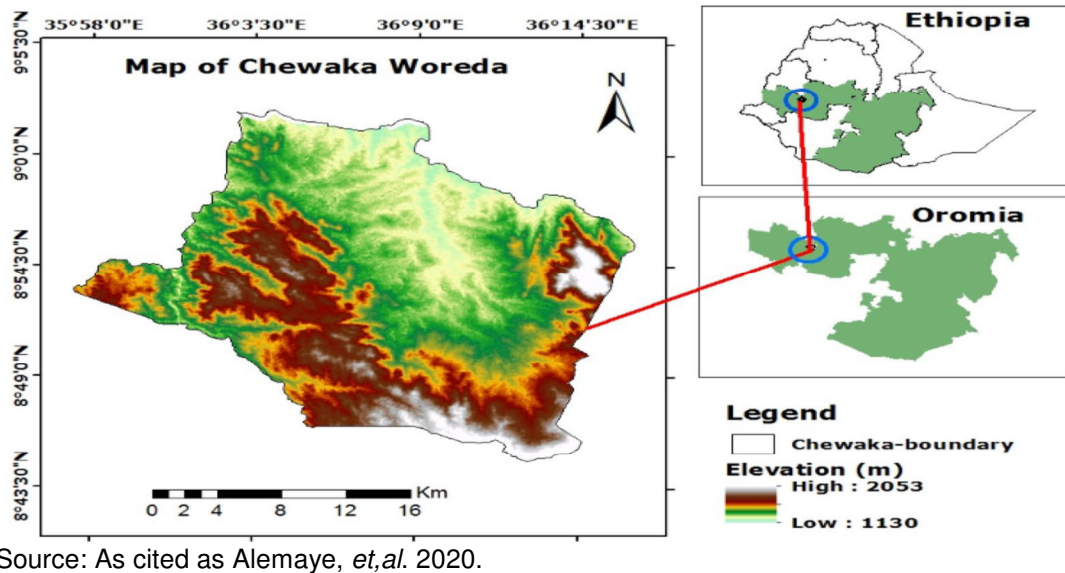 35°58'0"E 36°3'30"E 36°9'0"E 36°14'30"E
Map of Chewaka Woreda
N
9°5'30"N
9°0'0"N
8°54'30"N
8°49'0"N
8°43'30"N
Km
0 2 4 8 12 16
Ethiopia
Oromia
Legend
Chewaka-boundary
Elevation (m)
High : 2053
Low : 1130
Source: As cited as Alemaye, et,al. 2020.